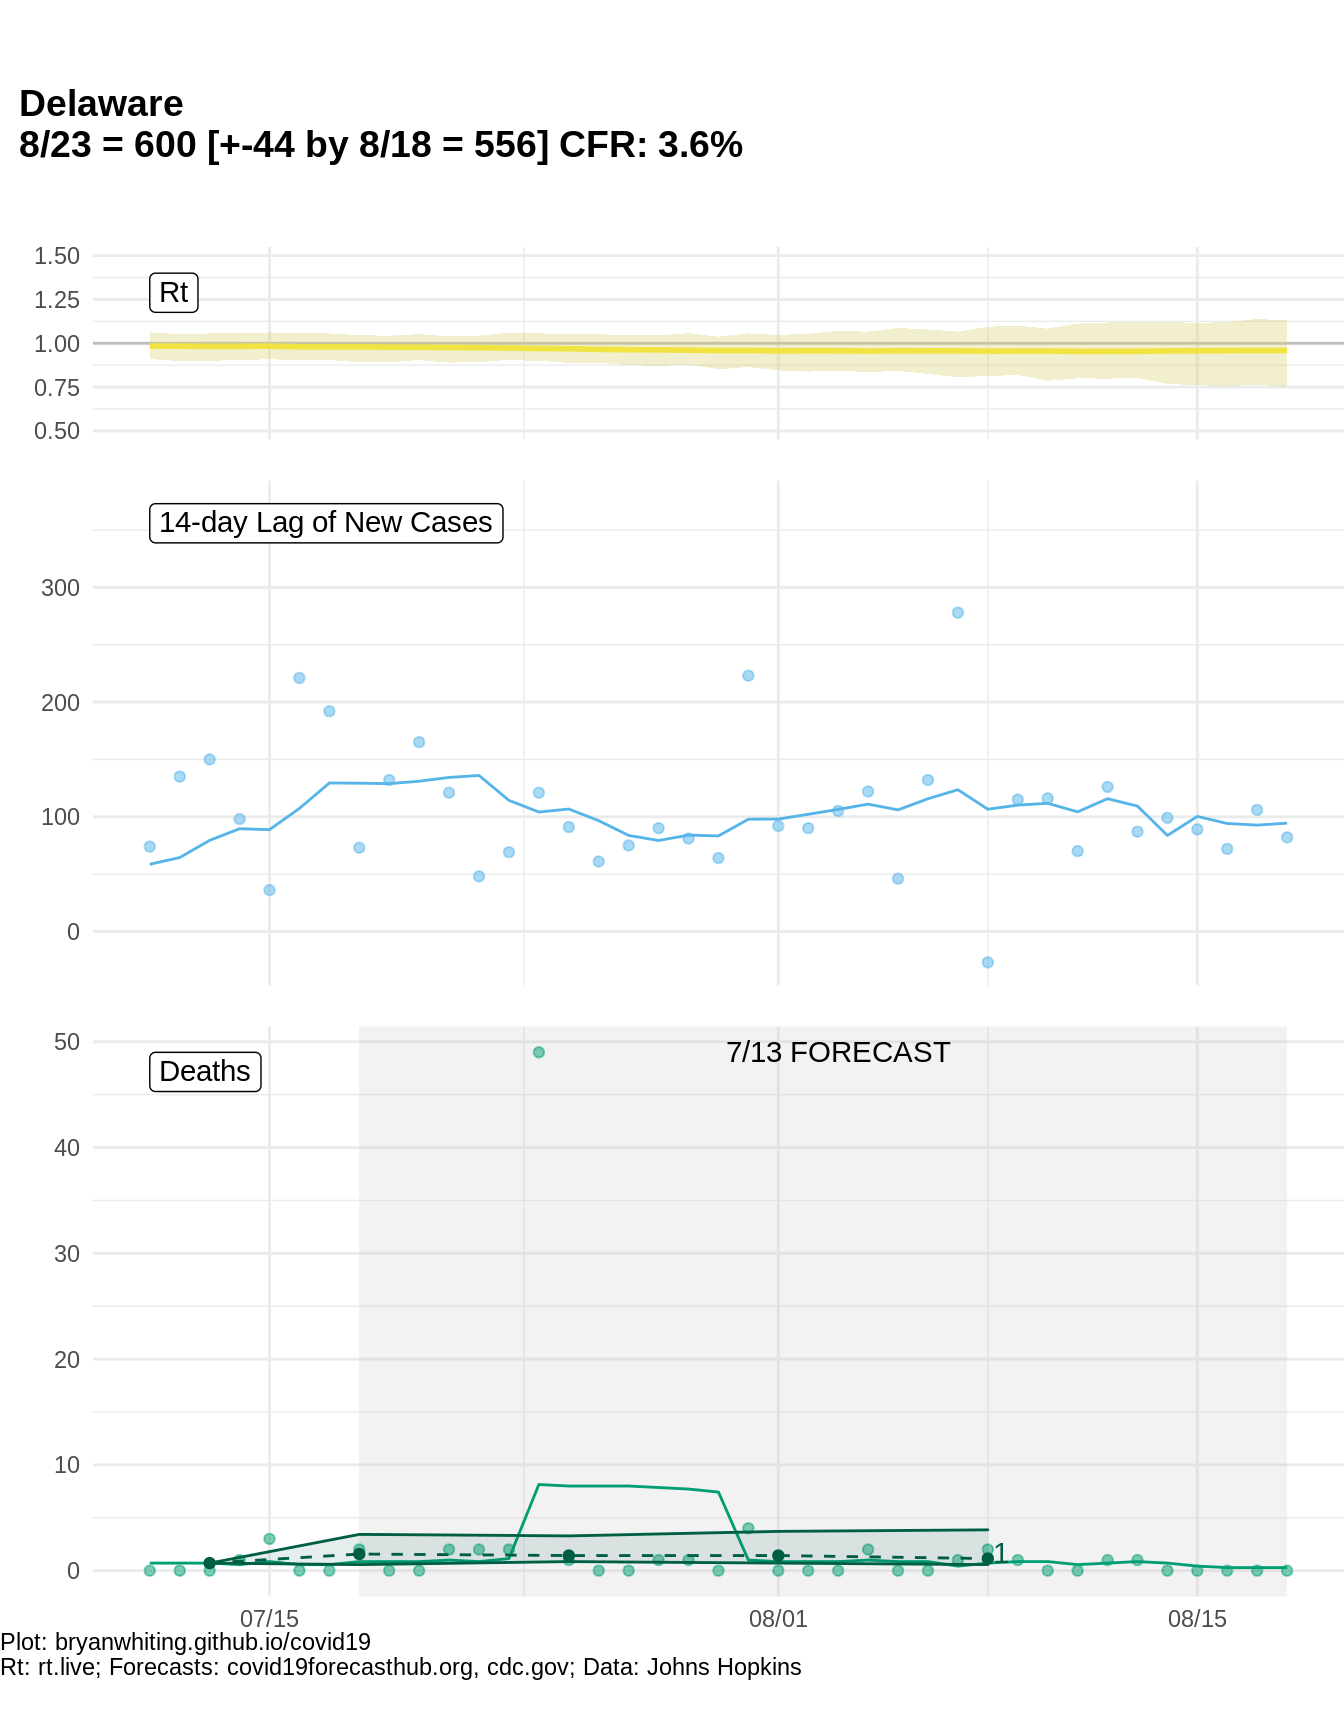 Delaware
8/23 = 600 [+-44 by 8/18 = 556] CFR: 3.6%
1.50
Rt
1.25
1.00
0.75
0.50
14-day Lag of New Cases
300
200
100
0
50
7/13 FORECAST
Deaths
40
30
20
10
1
0
07/15 08/01 08/15
Plot: bryanwhiting.github.io/covid19
Rt: rt.live; Forecasts: covid19forecasthub.org, cdc.gov; Data: Johns Hopkins